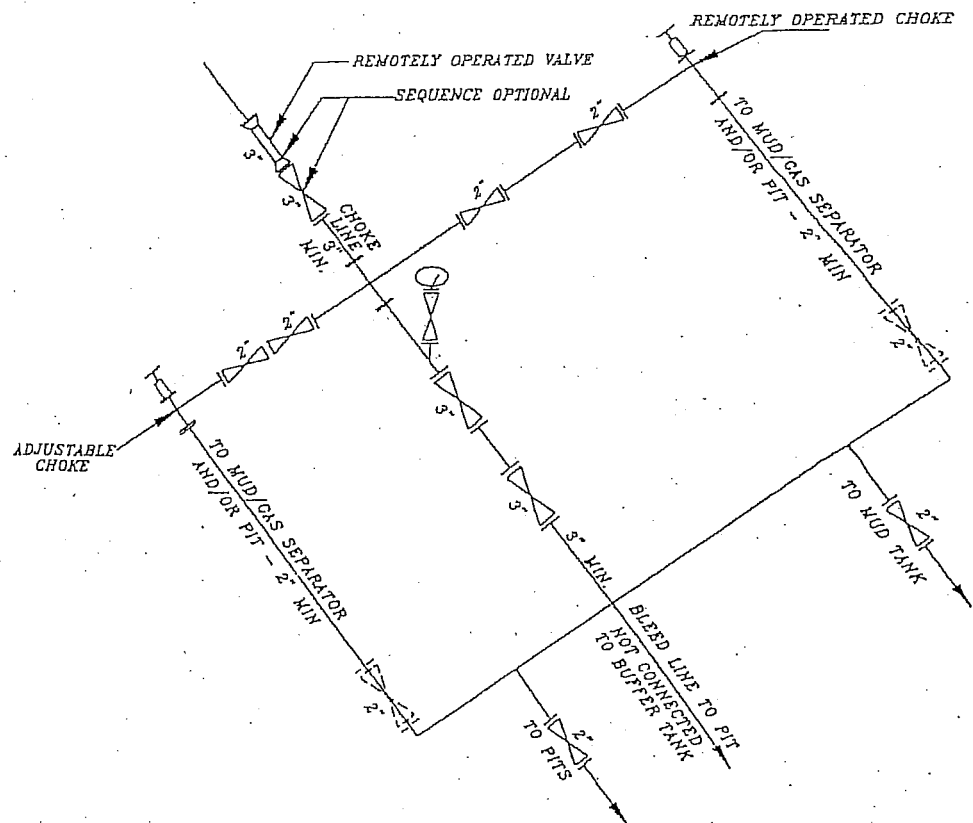 REMOTELY OPERATED CHOKE
REMOTELY OPERATED VALVE
SEQUENCE OPTIONAL
3"
3"
CHOKE
LINE
3"
MIN.
2"
2"
TO MUD/GAS SEPARATOR
AND/OR PIT - 2" MIN
2"
2"
2"
ADJUSTABLE
CHOKE
TO MUD/GAS SEPARATOR
AND/OR PIT - 2" MIN
2"
3"
3"
3" MIN.
BLEED LINE TO PIT
NOT CONNECTED
TO BUFFER TANK
2"
TO MUD TANK
2"
TO PITS